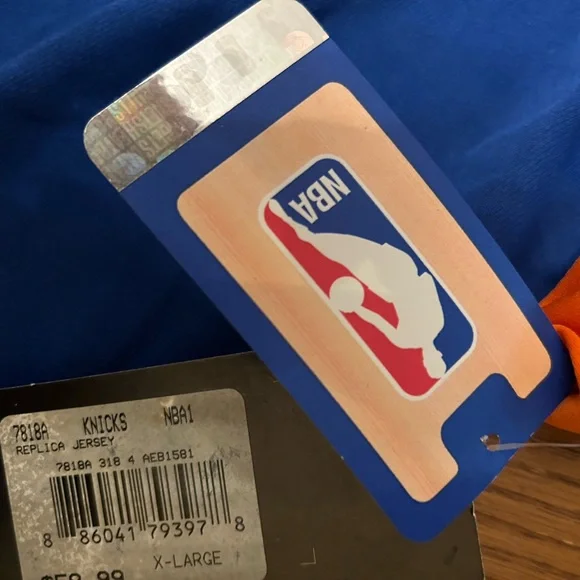 NBA
7818A KNICKS NBA1
REPLICA JERSEY
7818A 318 4 AEB1581
8 86041 79397 8
X-LARGE